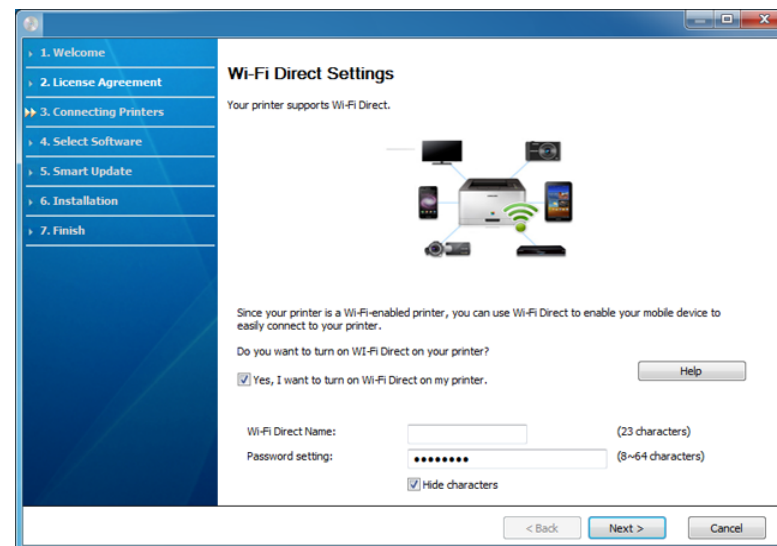 1. Welcome
2. License Agreement
3. Connecting Printers
4. Select Software
5. Smart Update
6. Installation
7. Finish
Wi-Fi Direct Settings
Your printer supports Wi-Fi Direct.
Since your printer is a Wi-Fi-enabled printer, you can use Wi-Fi Direct to enable your mobile device to
easily connect to your printer.
Do you want to turn on WI-Fi Direct on your printer?
Yes, I want to turn on Wi-Fi Direct on my printer.
Help
Wi-Fi Direct Name: (23 characters)
Password setting: ●●●●●●●● (8~64 characters)
Hide characters
< Back Next > Cancel